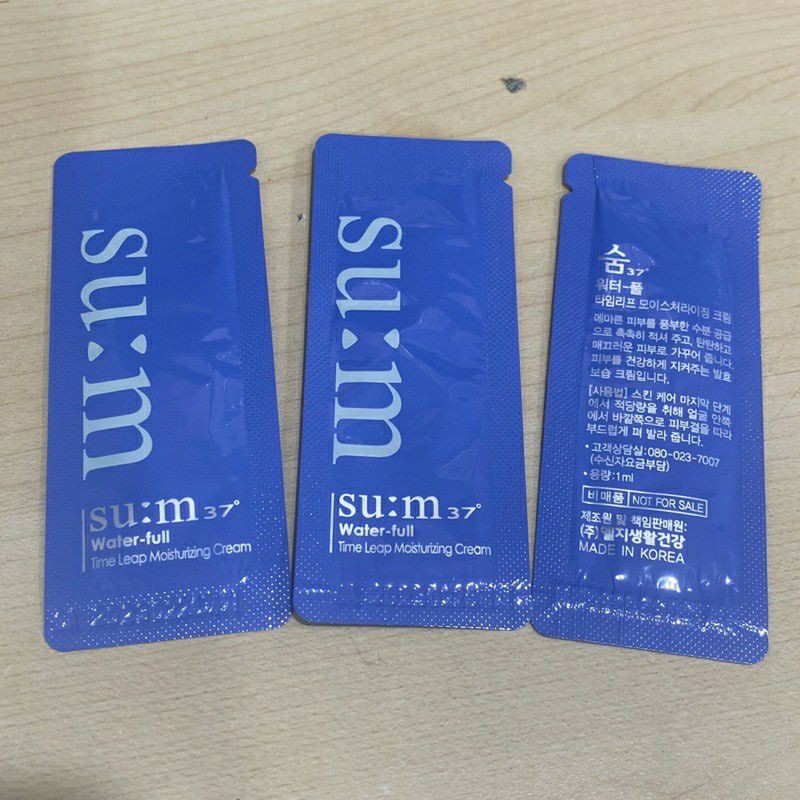 su:m
su:m37°
Water-full
Time Leap Moisturizing Cream
su:m
su:m37°
Water-full
Time Leap Moisturizing Cream
숨37°
워터-풀
타임리프 모이스처라이징 크림
메마른 피부를 풍부한 수분 공급
으로 촉촉히 적셔 주고, 탄탄하고
매끄러운 피부로 가꾸어 줍니다.
피부를 건강하게 지켜주는 발효
보습 크림입니다.
[사용법] 스킨 케어 마지막 단계
에서 적당량을 취해 얼굴 안쪽
에서 바깥쪽으로 피부결을 따라
부드럽게 펴 발라 줍니다.
• 고객상담실: 080-023-7007
(수신자요금부담)
• 용량: 1ml
비매품 NOT FOR SALE
제조원 및 책임판매원:
(주)엘지생활건강
MADE IN KOREA